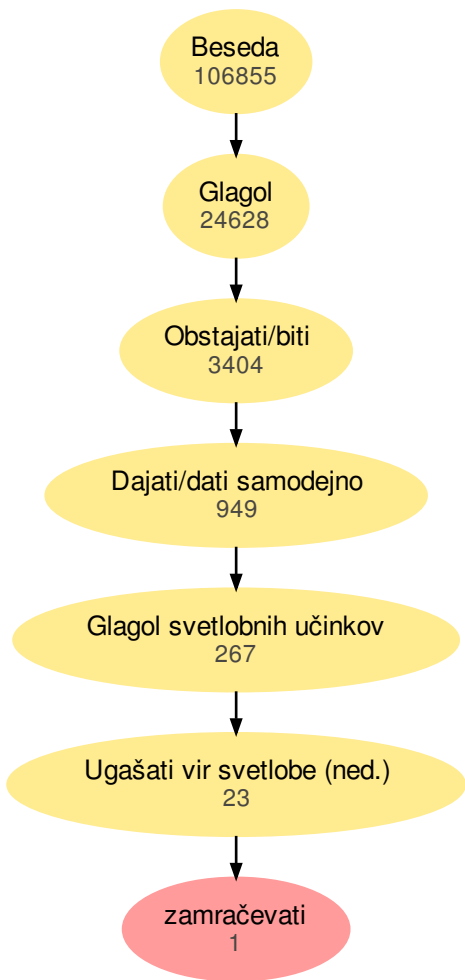 Beseda
106855
Glagol
24628
Obstajati/biti
3404
Dajati/dati samodejno
949
Glagol svetlobnih učinkov
267
Ugašati vir svetlobe (ned.)
23
zamračevati
1